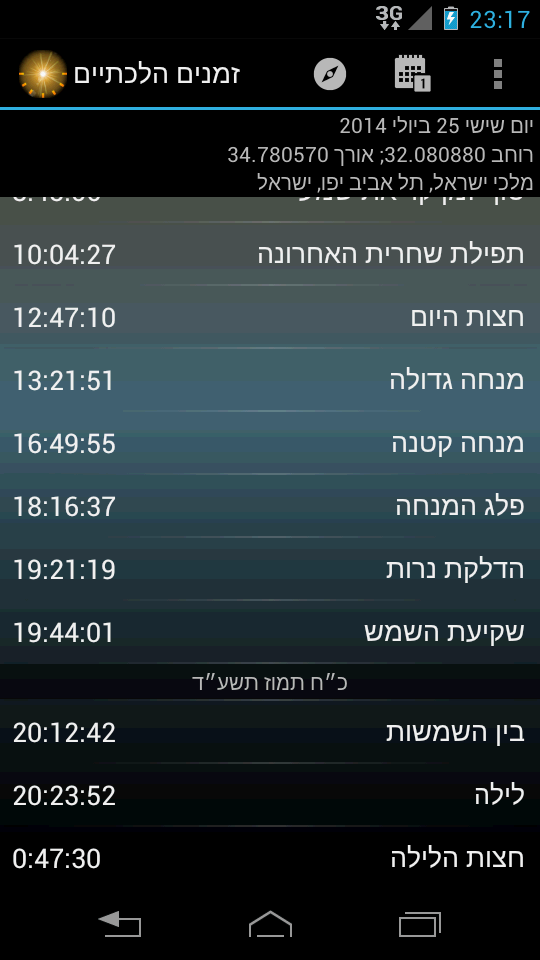 3G 23:17
זמנים הלכתיים 1
יום שישי 25 ביולי 2014
רוחב 32.080880; אורך 34.780570
מלכי ישראל, תל אביב יפו, ישראל
תפילת שחרית האחרונה 10:04:27
חצות היום 12:47:10
מנחה גדולה 13:21:51
מנחה קטנה 16:49:55
פלג המנחה 18:16:37
הדלקת נרות 19:21:19
שקיעת השמש 19:44:01
כ״ח תמוז תשע״ד
בין השמשות 20:12:42
לילה 20:23:52
חצות הלילה 0:47:30